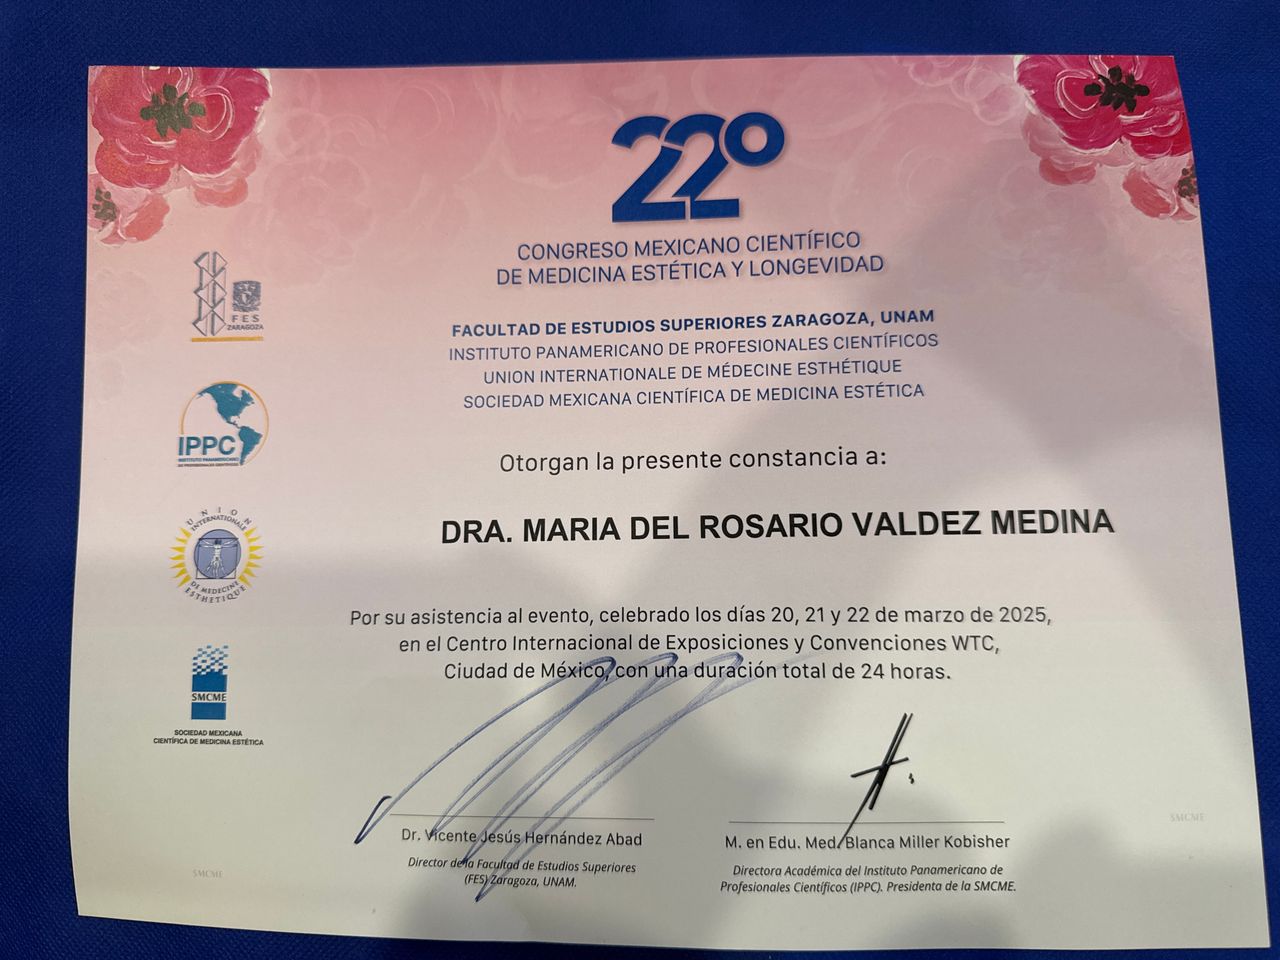 22º
CONGRESO MEXICANO CIENTÍFICO
DE MEDICINA ESTÉTICA Y LONGEVIDAD
FACULTAD DE ESTUDIOS SUPERIORES ZARAGOZA, UNAM
INSTITUTO PANAMERICANO DE PROFESIONALES CIENTÍFICOS
UNION INTERNATIONALE DE MÉDECINE ESTHÉTIQUE
SOCIEDAD MEXICANA CIENTÍFICA DE MEDICINA ESTÉTICA
FES
ZARAGOZA
IPPC
INSTITUTO PANAMERICANO
DE PROFESIONALES CIENTÍFICOS
UNION
INTERNATIONALE
DE MEDECINE
ESTHETIQUE
SMCME
SOCIEDAD MEXICANA
CIENTÍFICA DE MEDICINA ESTÉTICA
Otorgan la presente constancia a:
DRA. MARIA DEL ROSARIO VALDEZ MEDINA
Por su asistencia al evento, celebrado los días 20, 21 y 22 de marzo de 2025,
en el Centro Internacional de Exposiciones y Convenciones WTC,
Ciudad de México, con una duración total de 24 horas.
Dr. Vicente Jesús Hernández Abad
Director de la Facultad de Estudios Superiores
(FES) Zaragoza, UNAM.
M. en Edu. Med. Blanca Miller Kobisher
Directora Académica del Instituto Panamericano de
Profesionales Científicos (IPPC). Presidenta de la SMCME.
SMCME
SMCME